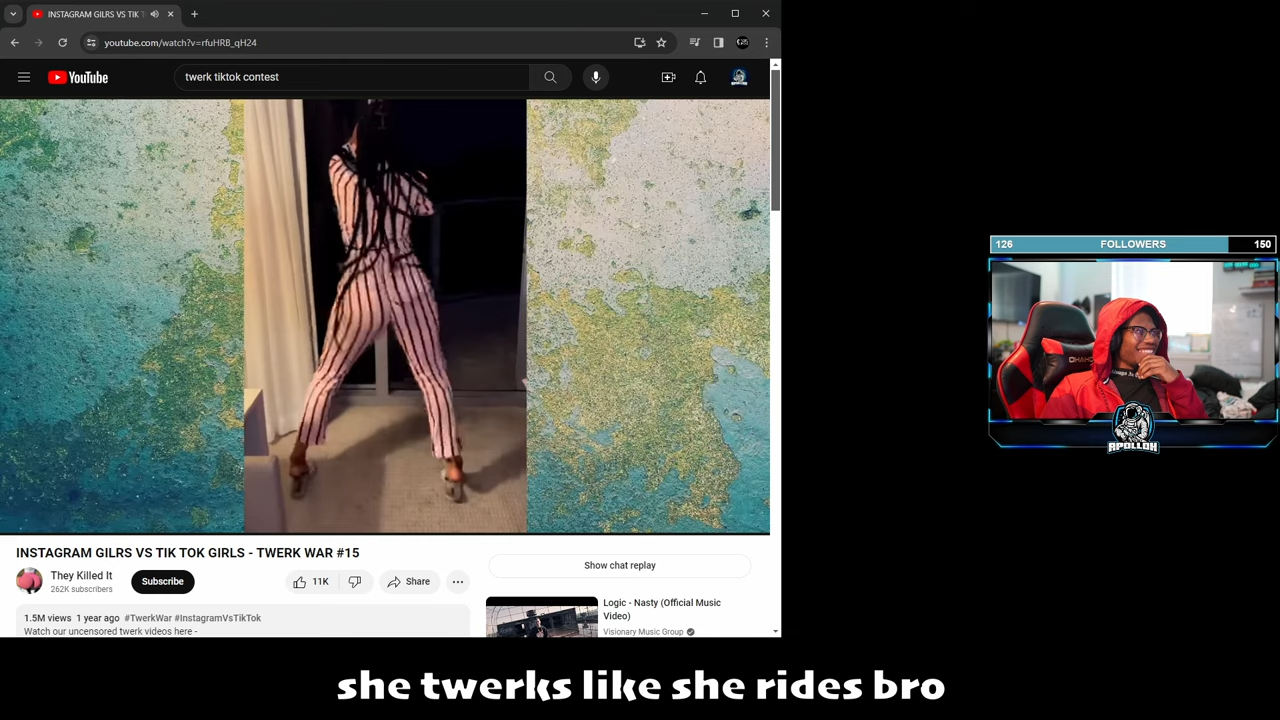 INSTAGRAM GILRS VS TIK T
youtube.com/watch?v=rfuHRB_qH24
YouTube
twerk tiktok contest
126 FOLLOWERS 150
APOLLOH
INSTAGRAM GILRS VS TIK TOK GIRLS - TWERK WAR #15
They Killed It
262K subscribers
Subscribe
11K
Share
Show chat replay
1.5M views 1 year ago #TwerkWar #InstagramVsTikTok
Watch our uncensored twerk videos here -
Logic - Nasty (Official Music
Video)
Visionary Music Group
she twerks like she rides bro